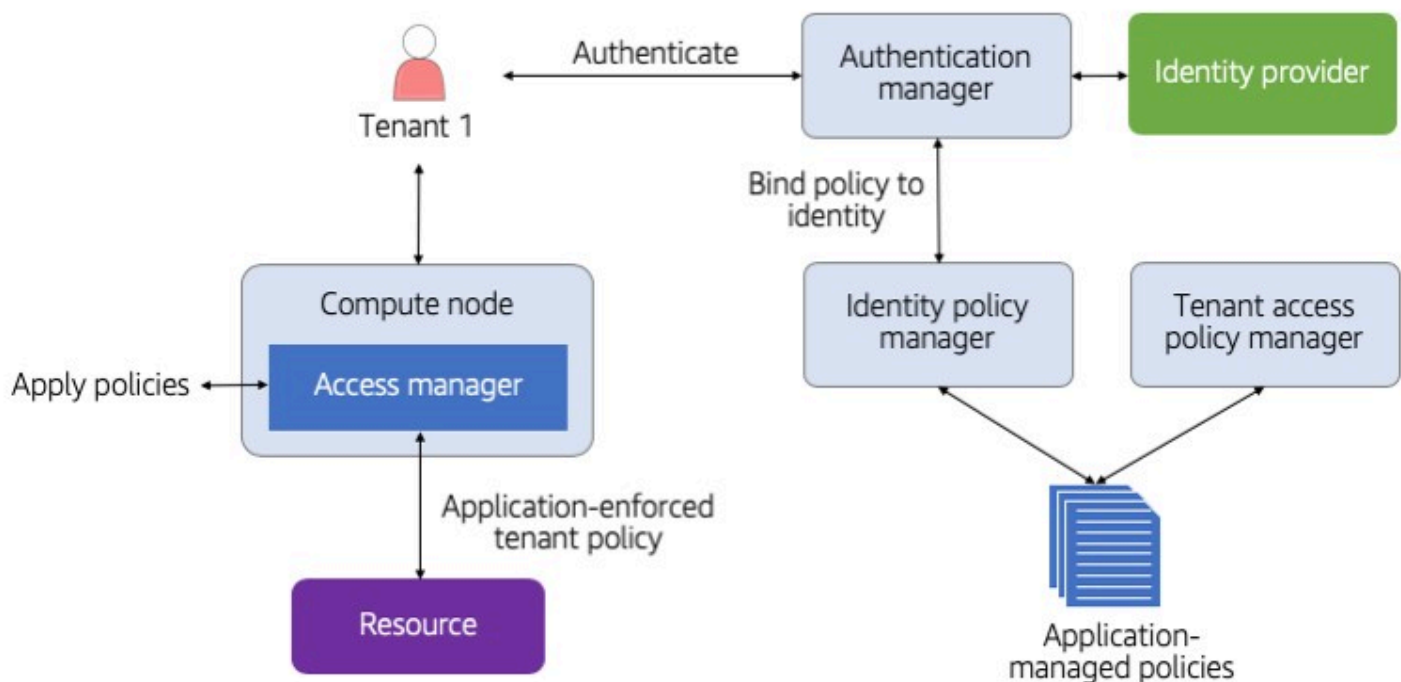 Authenticate
Authentication
manager
Identity provider
Tenant 1
Bind policy to
identity
Compute node
Access manager
Apply policies
Identity policy
manager
Tenant access
policy manager
Application-enforced
tenant policy
Resource
Application-
managed policies